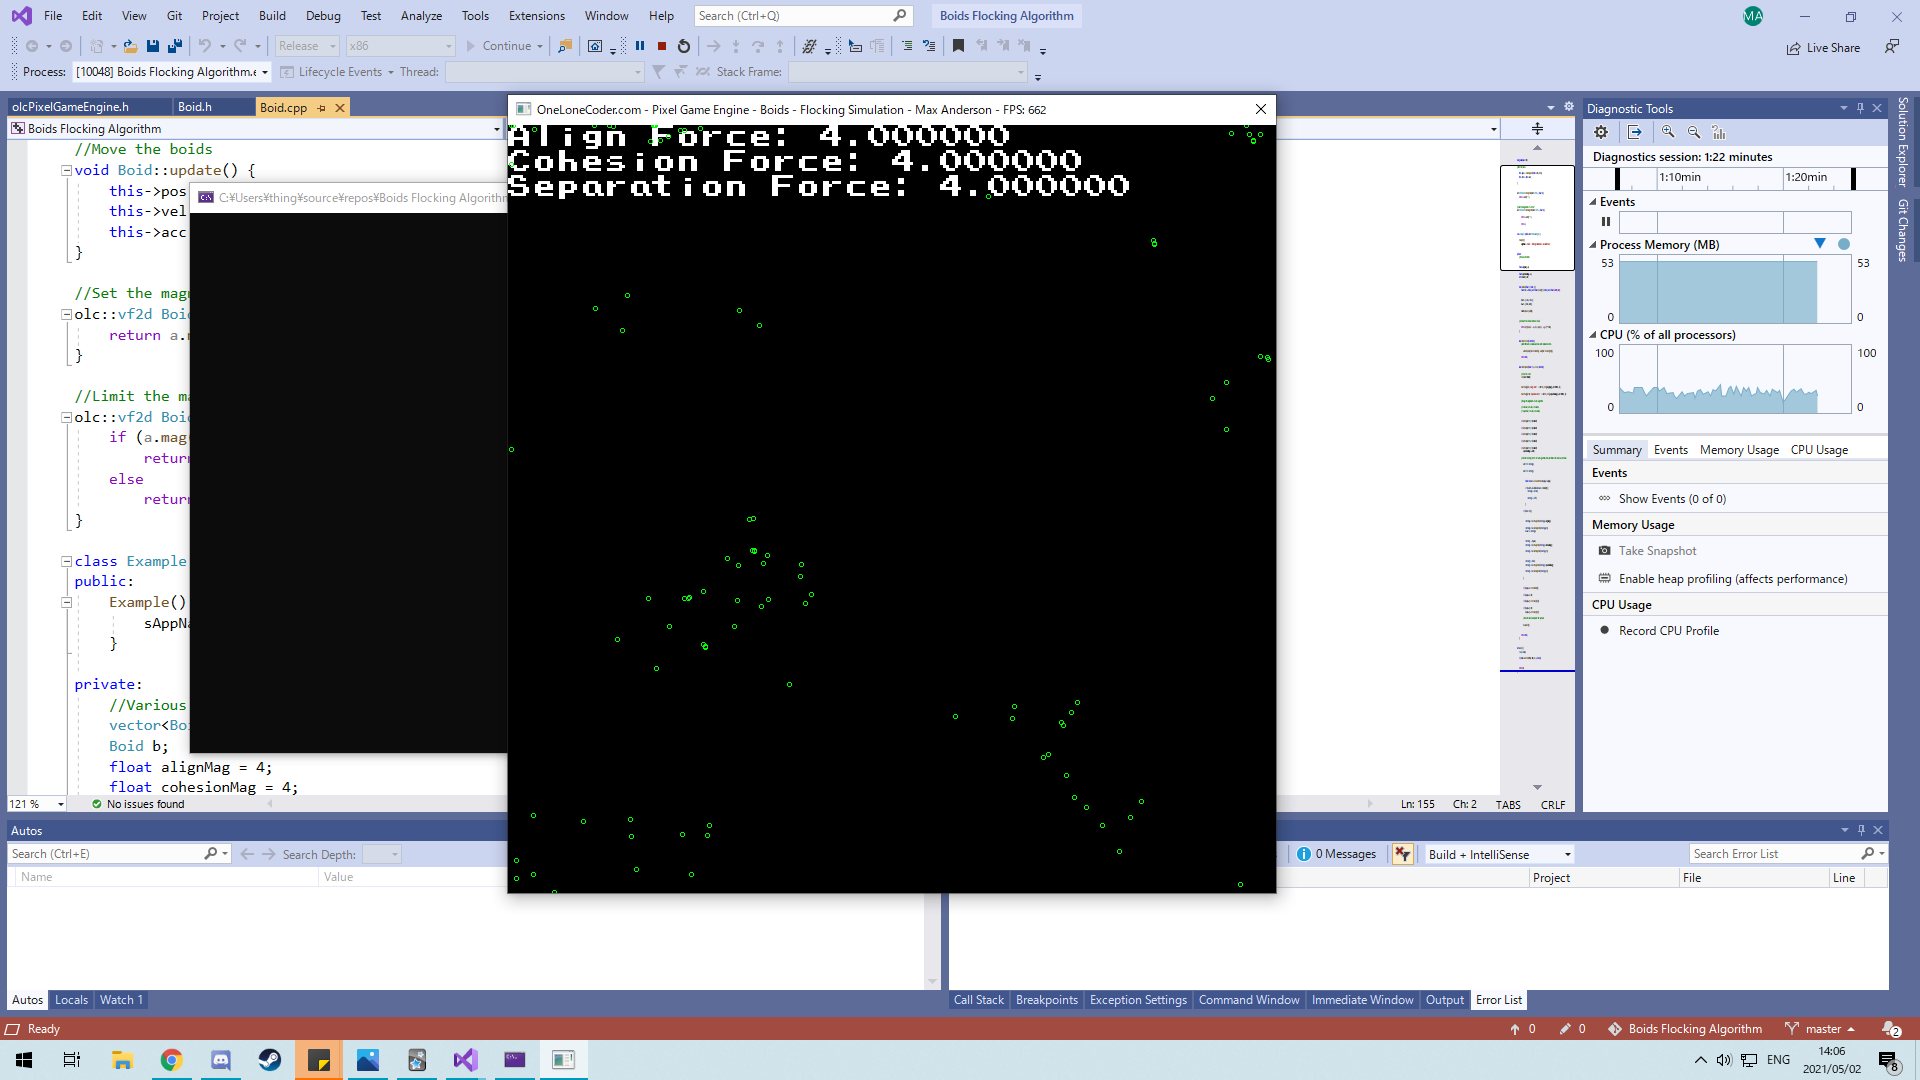 File Edit View Git Project Build Debug Test Analyze Tools Extensions Window Help Search (Ctrl+Q) Boids Flocking Algorithm MA
Release x86 Continue Live Share
Process: [10048] Boids Flocking Algorithm.e Lifecycle Events Thread: Stack Frame:
olcPixelGameEngine.h Boid.h Boid.cpp
Boids Flocking Algorithm
//Move the boids
void Boid::update() {
this->pos
this->vel
this->acc
}
//Set the mag
olc::vf2d Boi
return a.
}
//Limit the ma
olc::vf2d Boi
if (a.mag
return
else
return
}
class Example
public:
Example()
sAppNa
}
private:
//Various
vector<Boi
Boid b;
float alignMag = 4;
float cohesionMag = 4;
121 % No issues found
C:¥Users¥thing¥source¥repos¥Boids Flocking Algorithm
OneLoneCoder.com - Pixel Game Engine - Boids - Flocking Simulation - Max Anderson - FPS: 662
Align Force: 4.000000
Cohesion Force: 4.000000
Separation Force: 4.000000
Ln: 155 Ch: 2 TABS CRLF
Diagnostic Tools
Diagnostics session: 1:22 minutes
1:10min 1:20min
Events
Process Memory (MB)
53 53
0 0
CPU (% of all processors)
100 100
0 0
Summary Events Memory Usage CPU Usage
Events
Show Events (0 of 0)
Memory Usage
Take Snapshot
Enable heap profiling (affects performance)
CPU Usage
Record CPU Profile
Solution Explorer
Git Changes
Autos
Search (Ctrl+E) Search Depth:
Name Value
Autos Locals Watch 1
0 Messages Build + IntelliSense Search Error List
Project File Line
Call Stack Breakpoints Exception Settings Command Window Immediate Window Output Error List
Ready 0 0 Boids Flocking Algorithm master 2
ENG 14:06
2021/05/02 8